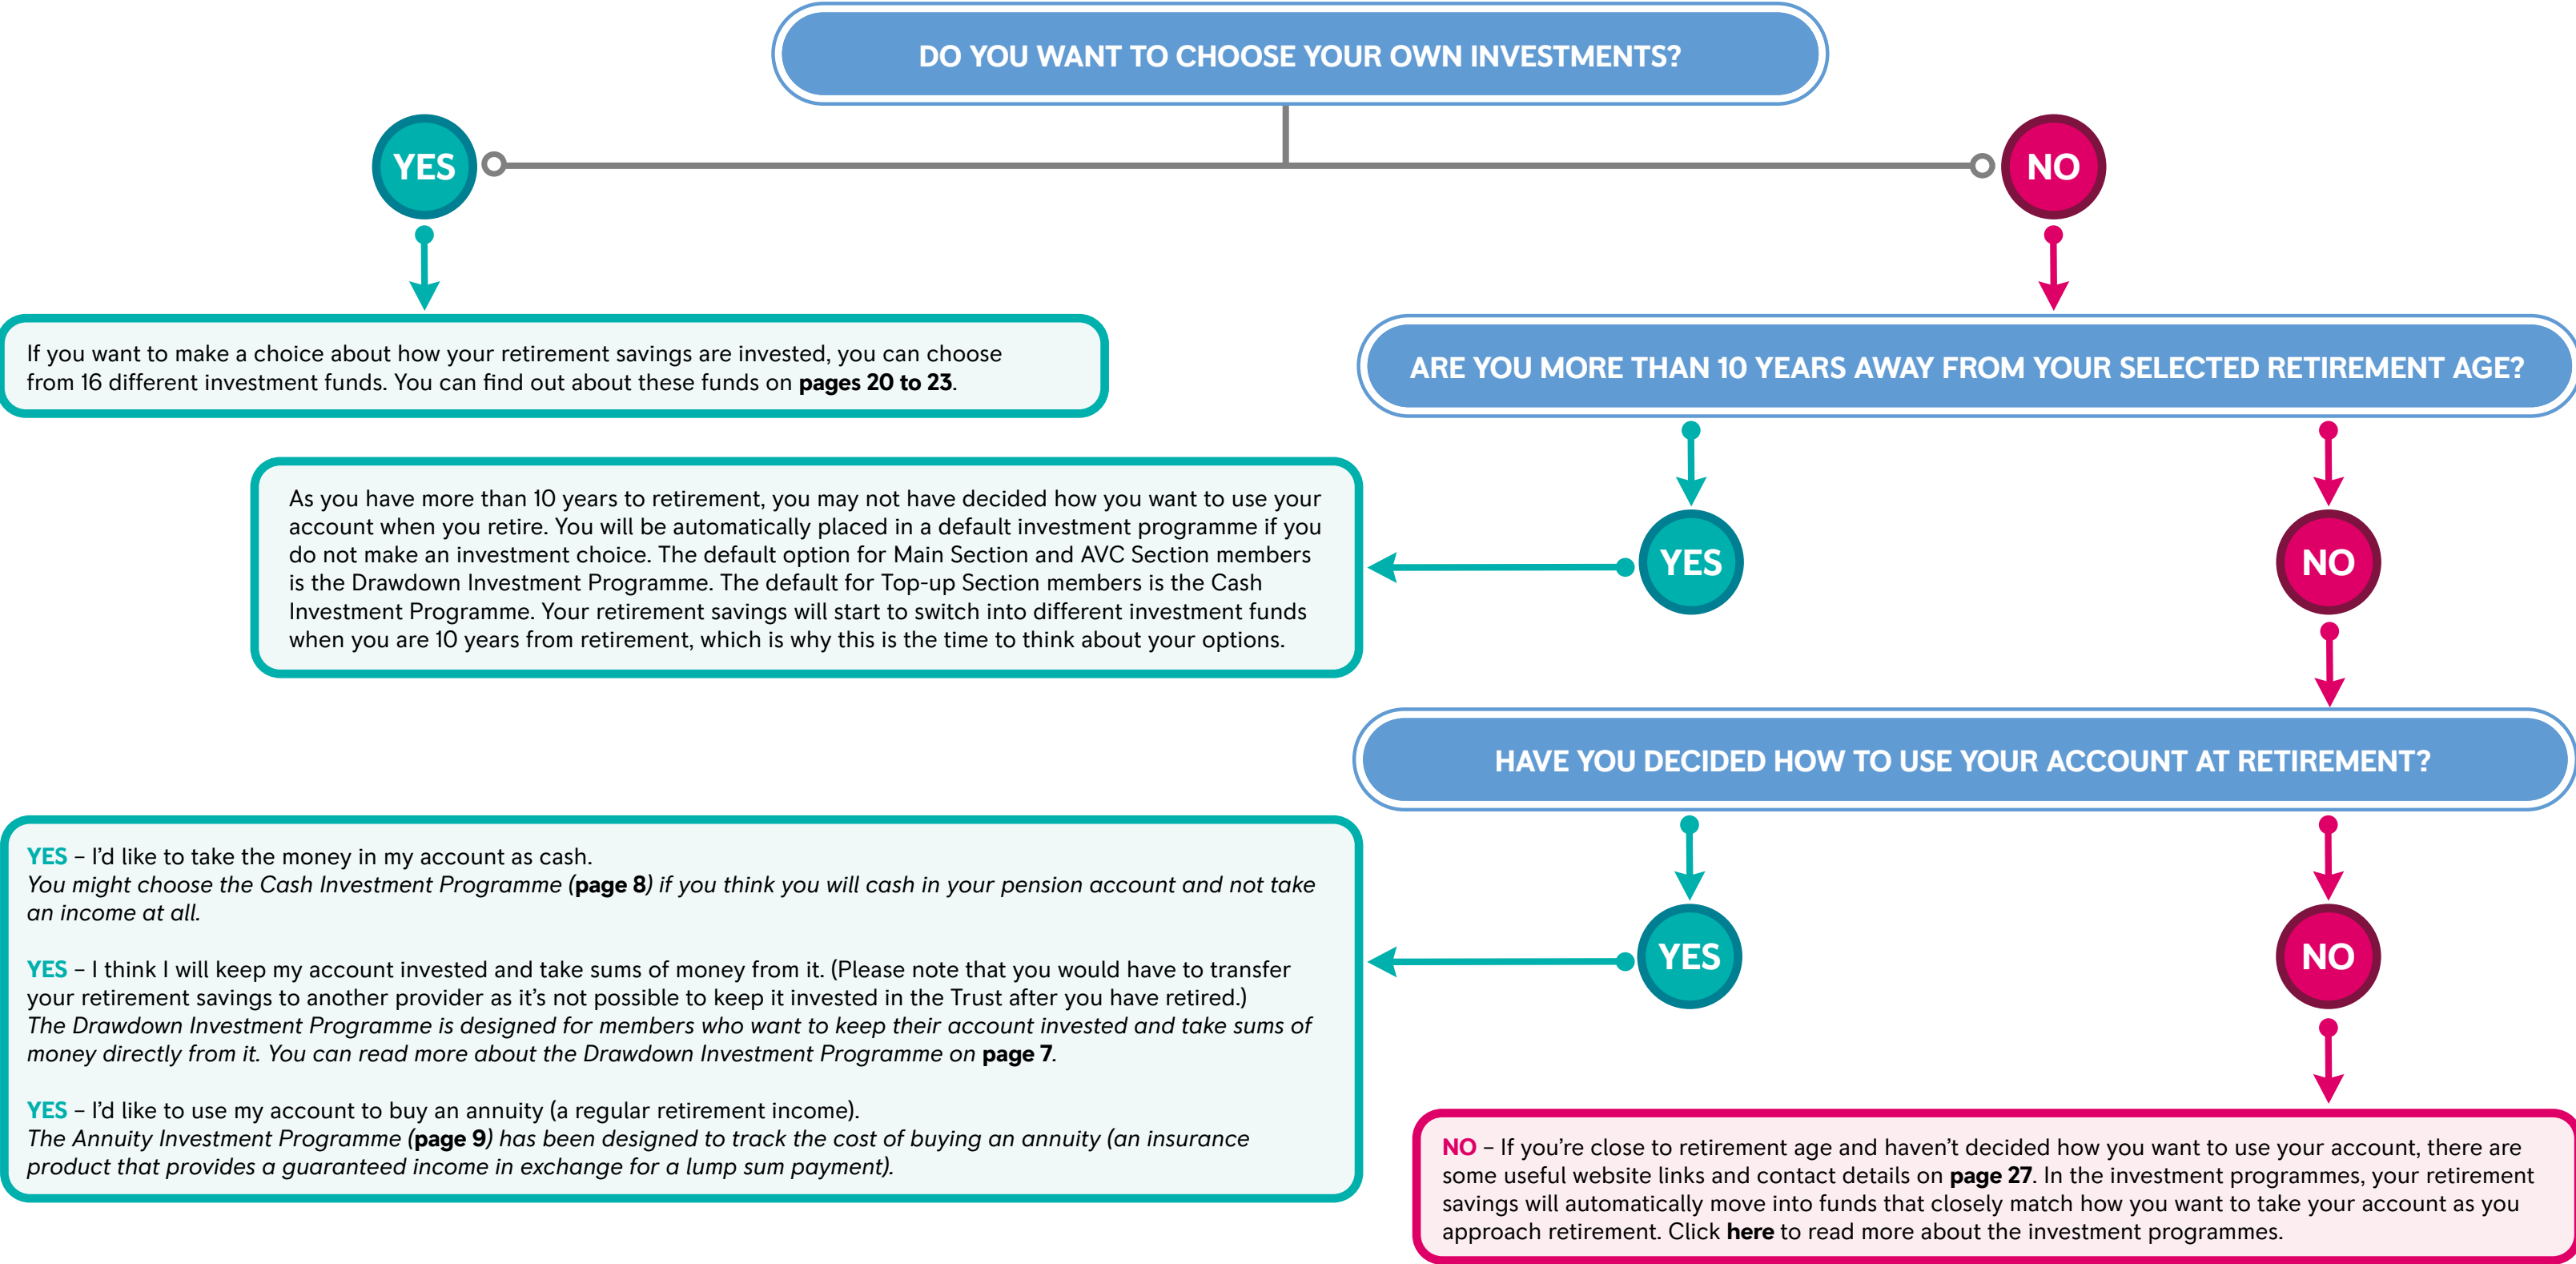 DO YOU WANT TO CHOOSE YOUR OWN INVESTMENTS?
YES
NO
If you want to make a choice about how your retirement savings are invested, you can choose
from 16 different investment funds. You can find out about these funds on pages 20 to 23.
ARE YOU MORE THAN 10 YEARS AWAY FROM YOUR SELECTED RETIREMENT AGE?
As you have more than 10 years to retirement, you may not have decided how you want to use your
account when you retire. You will be automatically placed in a default investment programme if you
do not make an investment choice. The default option for Main Section and AVC Section members
is the Drawdown Investment Programme. The default for Top-up Section members is the Cash
Investment Programme. Your retirement savings will start to switch into different investment funds
when you are 10 years from retirement, which is why this is the time to think about your options.
YES
NO
HAVE YOU DECIDED HOW TO USE YOUR ACCOUNT AT RETIREMENT?
YES – I'd like to take the money in my account as cash.
You might choose the Cash Investment Programme (page 8) if you think you will cash in your pension account and not take
an income at all.
YES – I think I will keep my account invested and take sums of money from it. (Please note that you would have to transfer
your retirement savings to another provider as it's not possible to keep it invested in the Trust after you have retired.)
The Drawdown Investment Programme is designed for members who want to keep their account invested and take sums of
money directly from it. You can read more about the Drawdown Investment Programme on page 7.
YES – I'd like to use my account to buy an annuity (a regular retirement income).
The Annuity Investment Programme (page 9) has been designed to track the cost of buying an annuity (an insurance
product that provides a guaranteed income in exchange for a lump sum payment).
YES
NO
NO – If you're close to retirement age and haven't decided how you want to use your account, there are
some useful website links and contact details on page 27. In the investment programmes, your retirement
savings will automatically move into funds that closely match how you want to take your account as you
approach retirement. Click here to read more about the investment programmes.